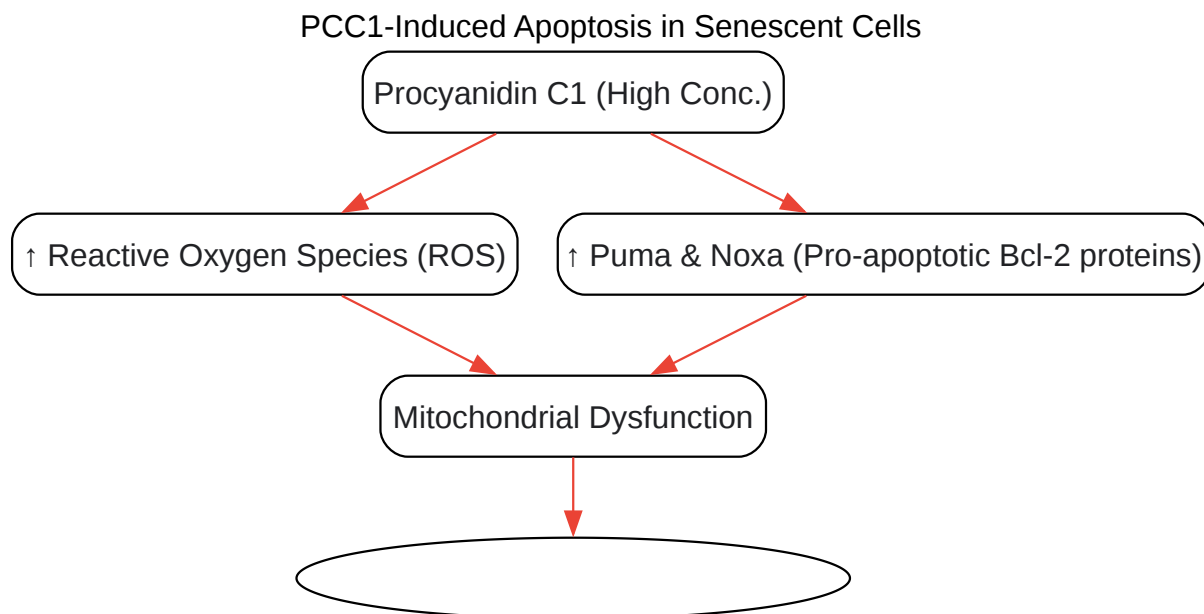 PCC1-Induced Apoptosis in Senescent Cells
Procyanidin C1 (High Conc.)
↑ Reactive Oxygen Species (ROS)
↑ Puma & Noxa (Pro-apoptotic Bcl-2 proteins)
Mitochondrial Dysfunction